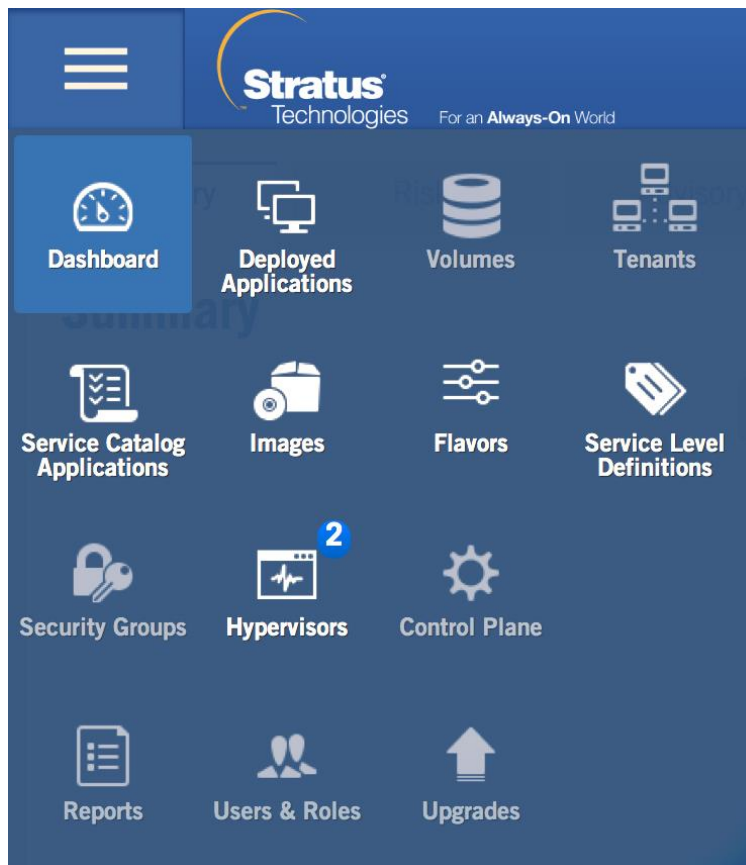 Stratus
Technologies For an Always-On World
Dashboard
Deployed
Applications
Volumes
Tenants
Summary
Service Catalog
Applications
Images
Flavors
Service Level
Definitions
Security Groups
2
Hypervisors
Control Plane
Reports
Users & Roles
Upgrades